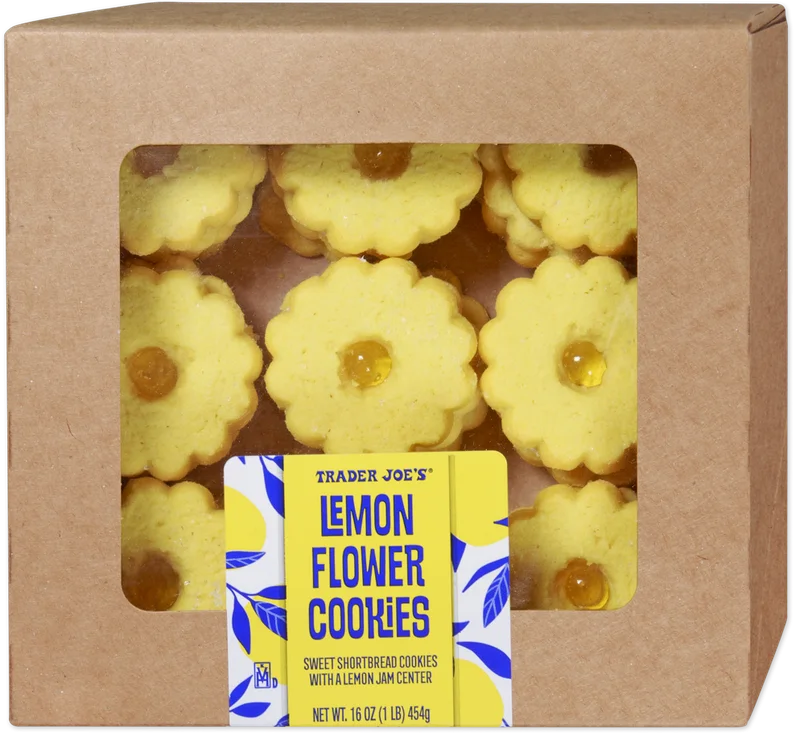 TRADER JOE'S®
LEMON
FLOWER
COOKIES
SWEET SHORTBREAD COOKIES
WITH A LEMON JAM CENTER
D
NET WT. 16 OZ (1 LB) 454g